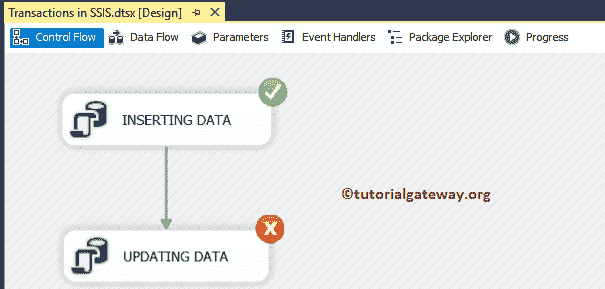 Transactions in SSIS.dtsx [Design]
Control Flow Data Flow Parameters Event Handlers Package Explorer Progress
INSERTING DATA
©tutorialgateway.org
UPDATING DATA